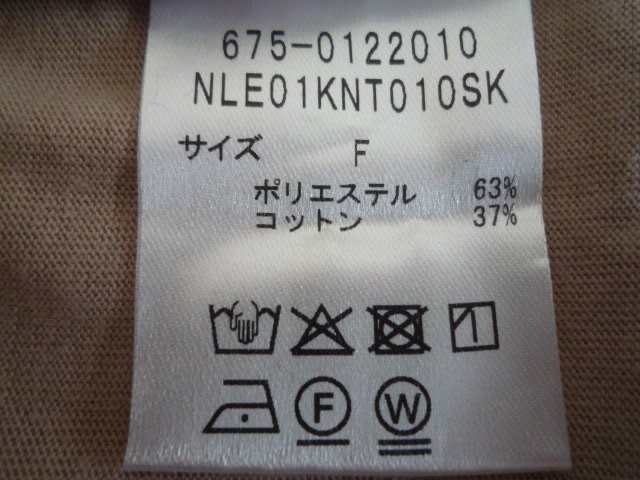 675-0122010
NLE01KNT010SK
サイズ F
ポリエステル 63%
コットン 37%
F W